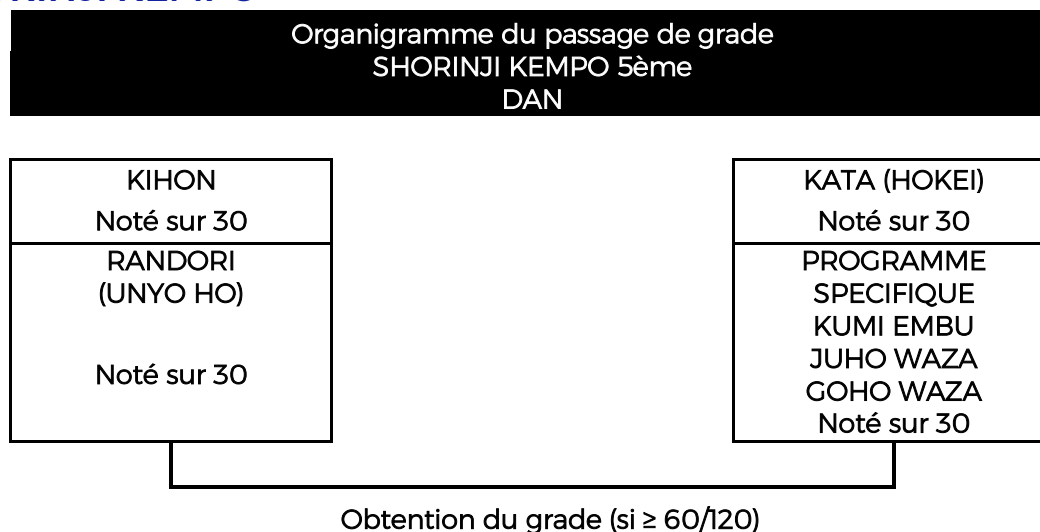 Organigramme du passage de grade
SHORINJI KEMPO 5ème
DAN
KIHON
Noté sur 30
RANDORI
(UNYO HO)
Noté sur 30
KATA (HOKEI)
Noté sur 30
PROGRAMME
SPECIFIQUE
KUMI EMBU
JUHO WAZA
GOHO WAZA
Noté sur 30
Obtention du grade (si ≥ 60/120)